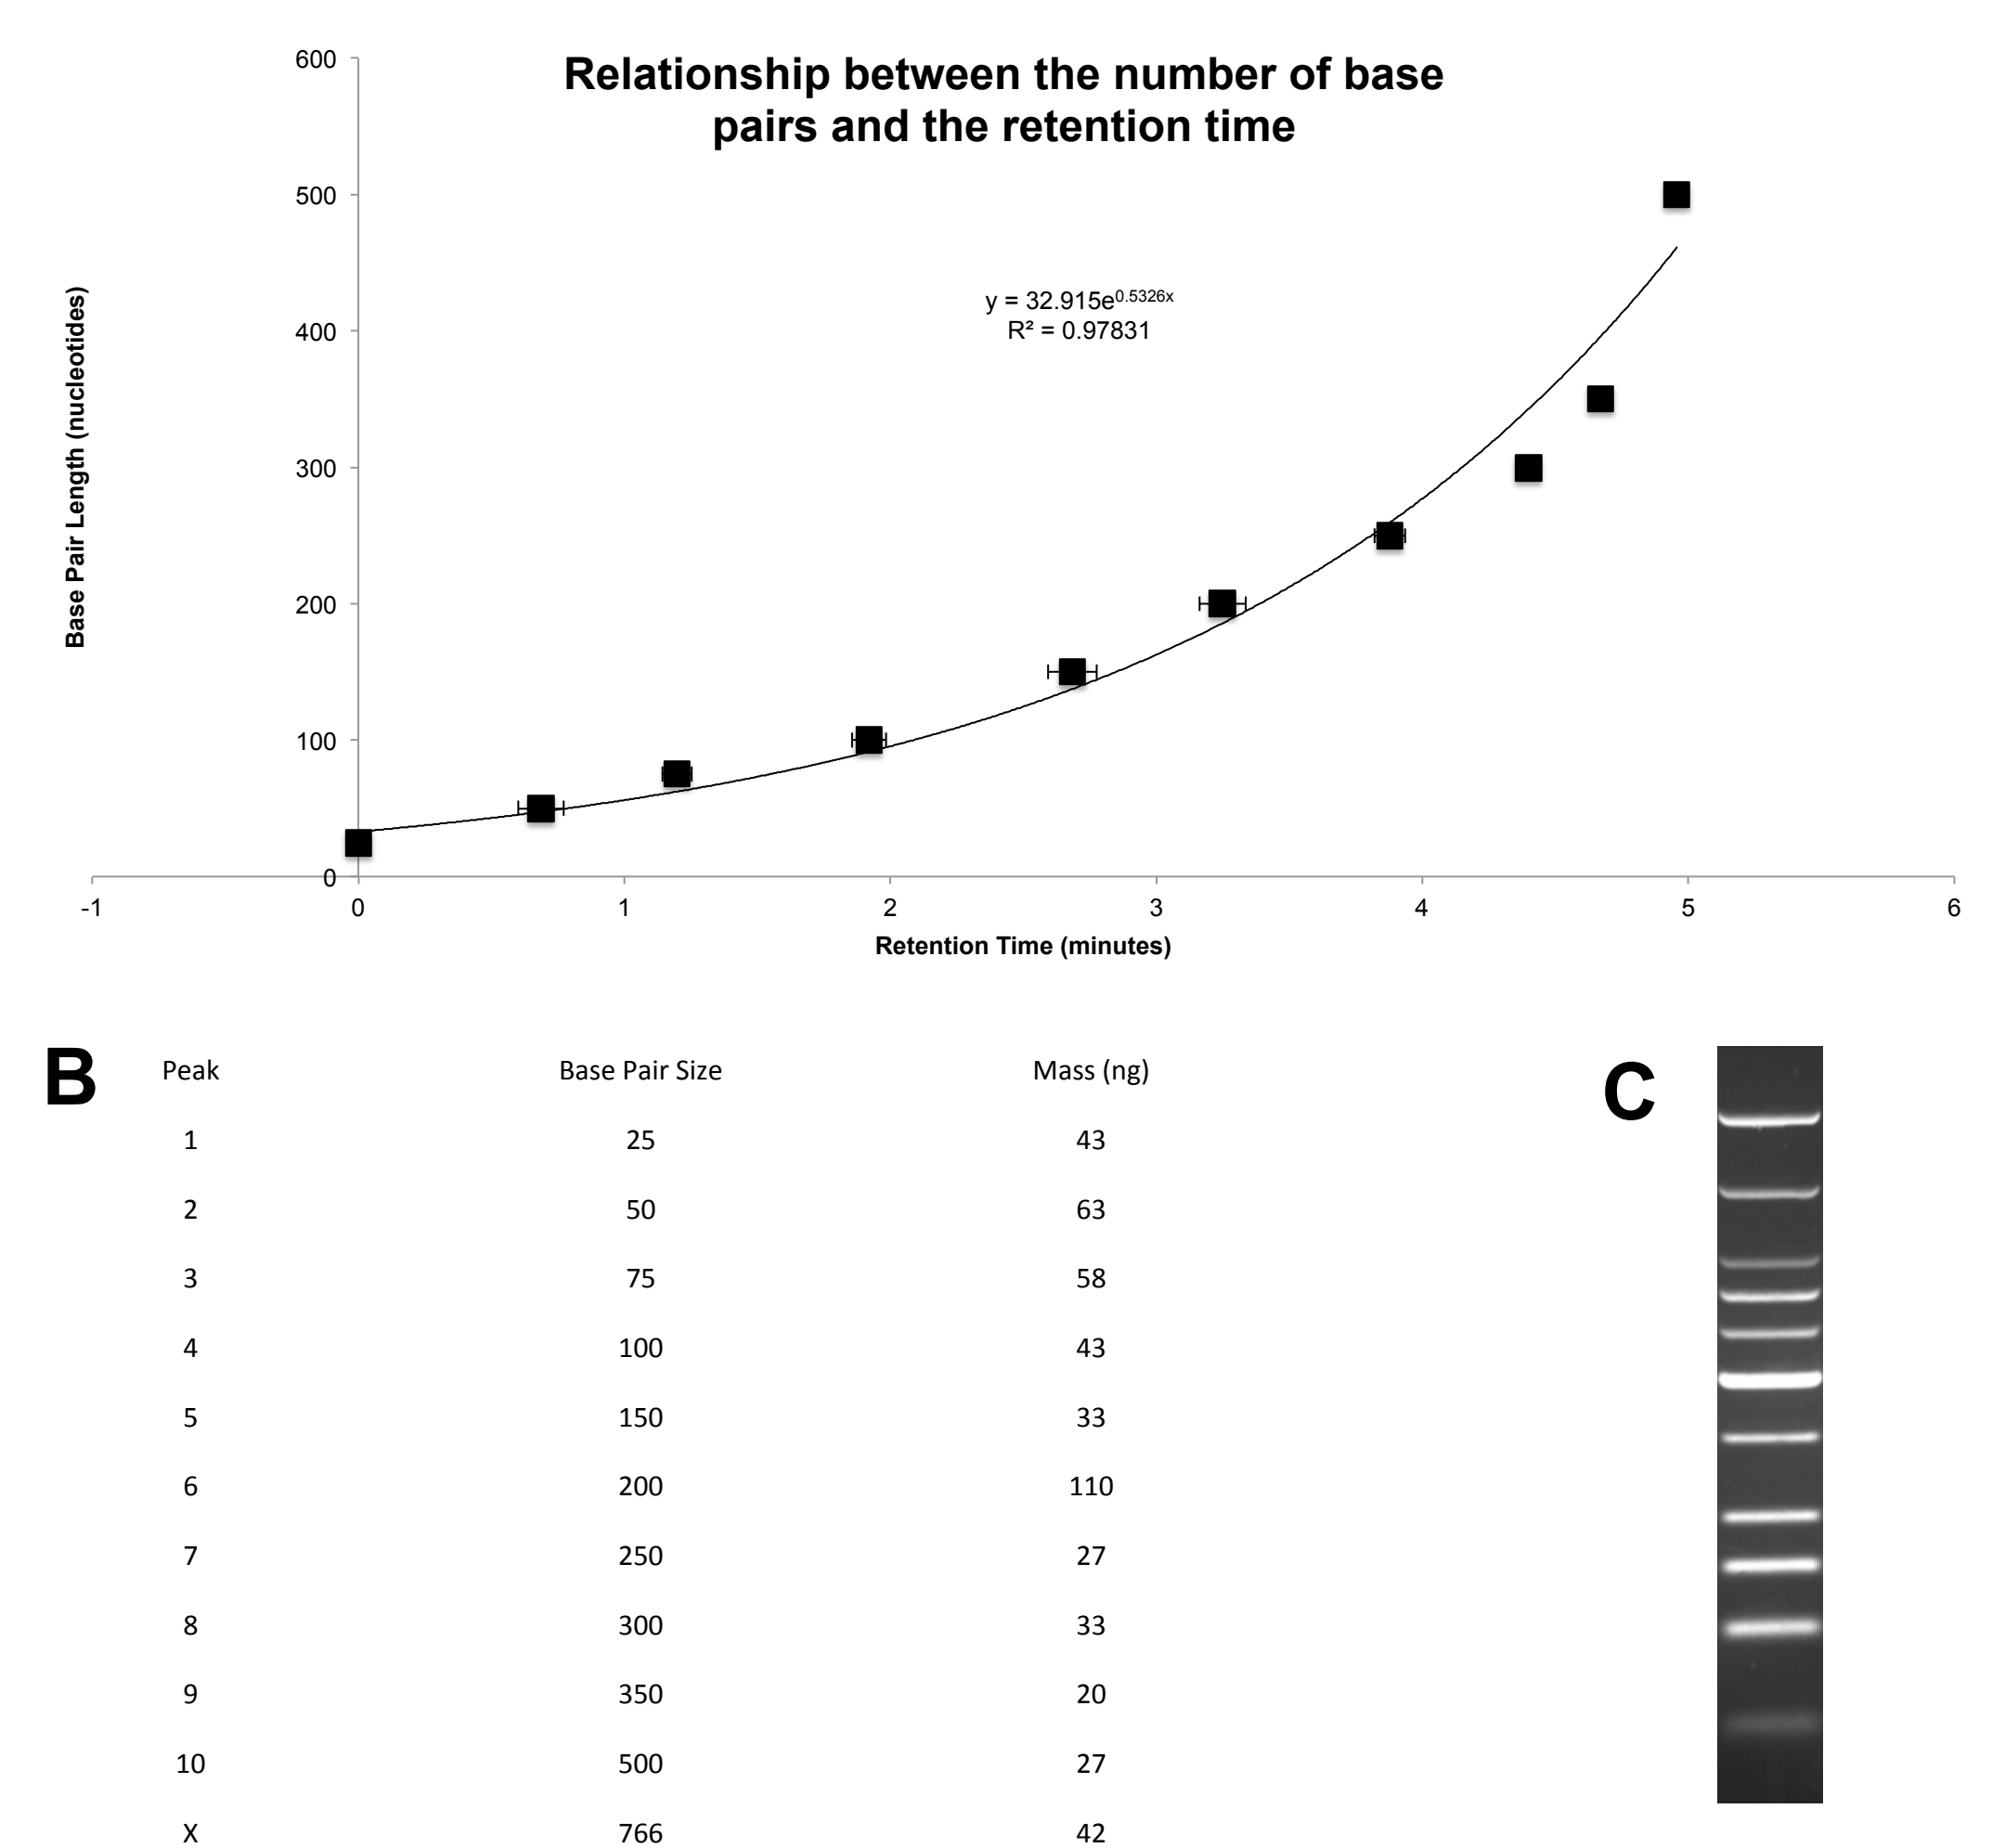 Relationship between the number of base
pairs and the retention time
600
500
400
300
200
100
0
Base Pair Length (nucleotides)
y = 32.915e^0.5326x
R² = 0.97831
-1 0 1 2 3 4 5 6
Retention Time (minutes)
B
Peak Base Pair Size Mass (ng)
1 25 43
2 50 63
3 75 58
4 100 43
5 150 33
6 200 110
7 250 27
8 300 33
9 350 20
10 500 27
X 766 42
C